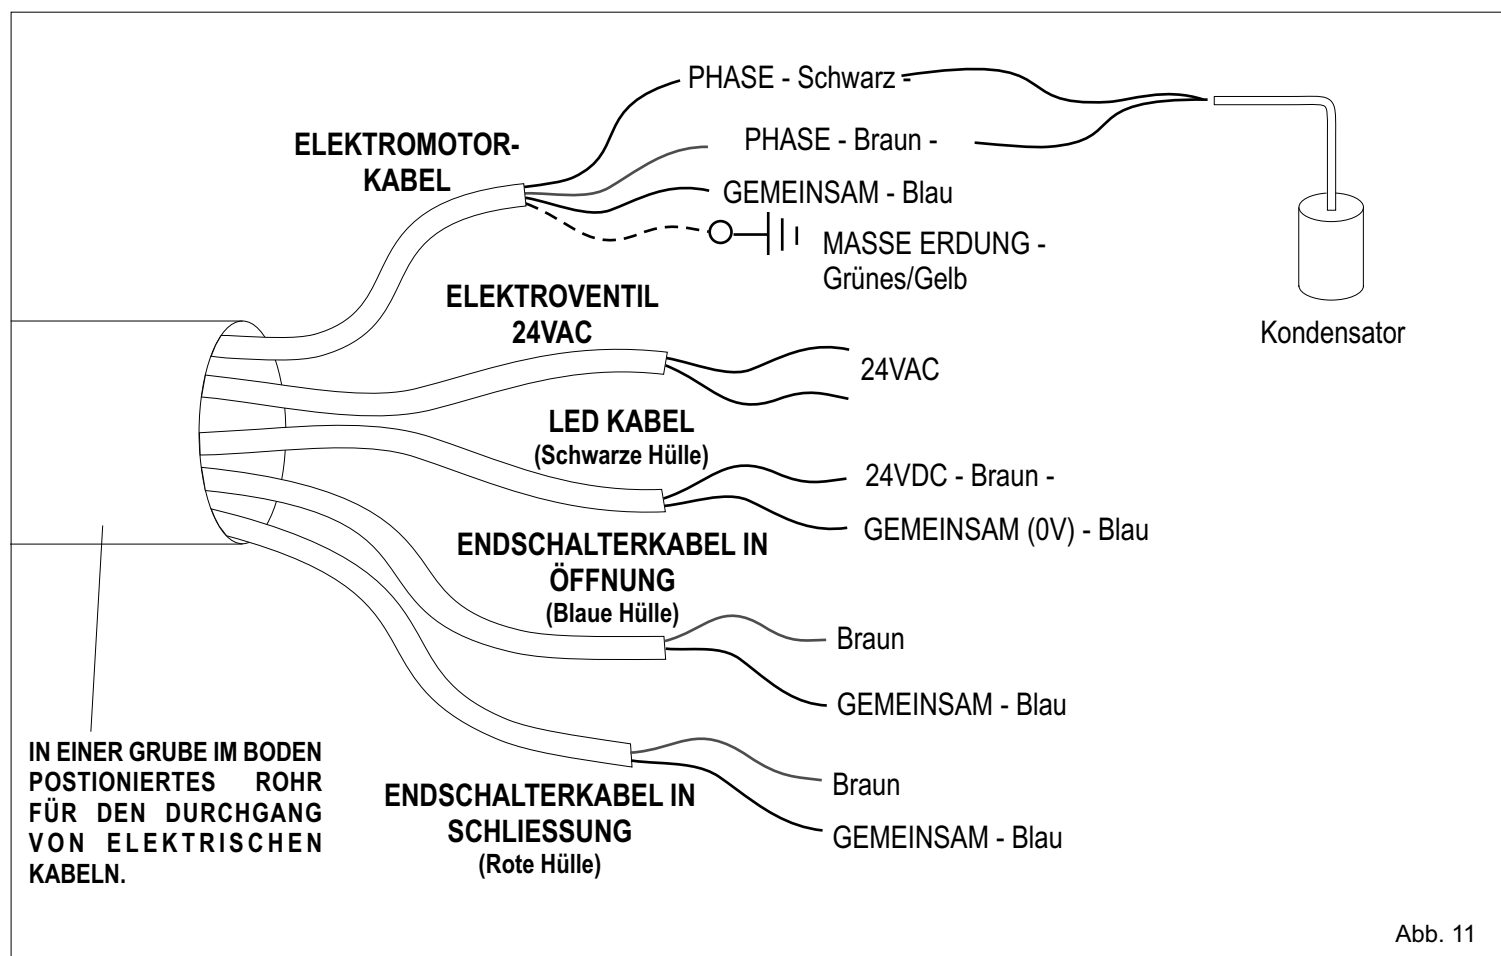 PHASE - Schwarz -
ELEKTROMOTOR-
KABEL
PHASE - Braun -
GEMEINSAM - Blau
MASSE ERDUNG -
Grünes/Gelb
Kondensator
ELEKTROVENTIL
24VAC
24VAC
LED KABEL
(Schwarze Hülle)
24VDC - Braun -
GEMEINSAM (0V) - Blau
ENDSCHALTERKABEL IN
ÖFFNUNG
(Blaue Hülle)
Braun
GEMEINSAM - Blau
ENDSCHALTERKABEL IN
SCHLIESSUNG
(Rote Hülle)
Braun
GEMEINSAM - Blau
IN EINER GRUBE IM BODEN
POSTIONIERTES ROHR
FÜR DEN DURCHGANG
VON ELEKTRISCHEN
KABELN.
Abb. 11